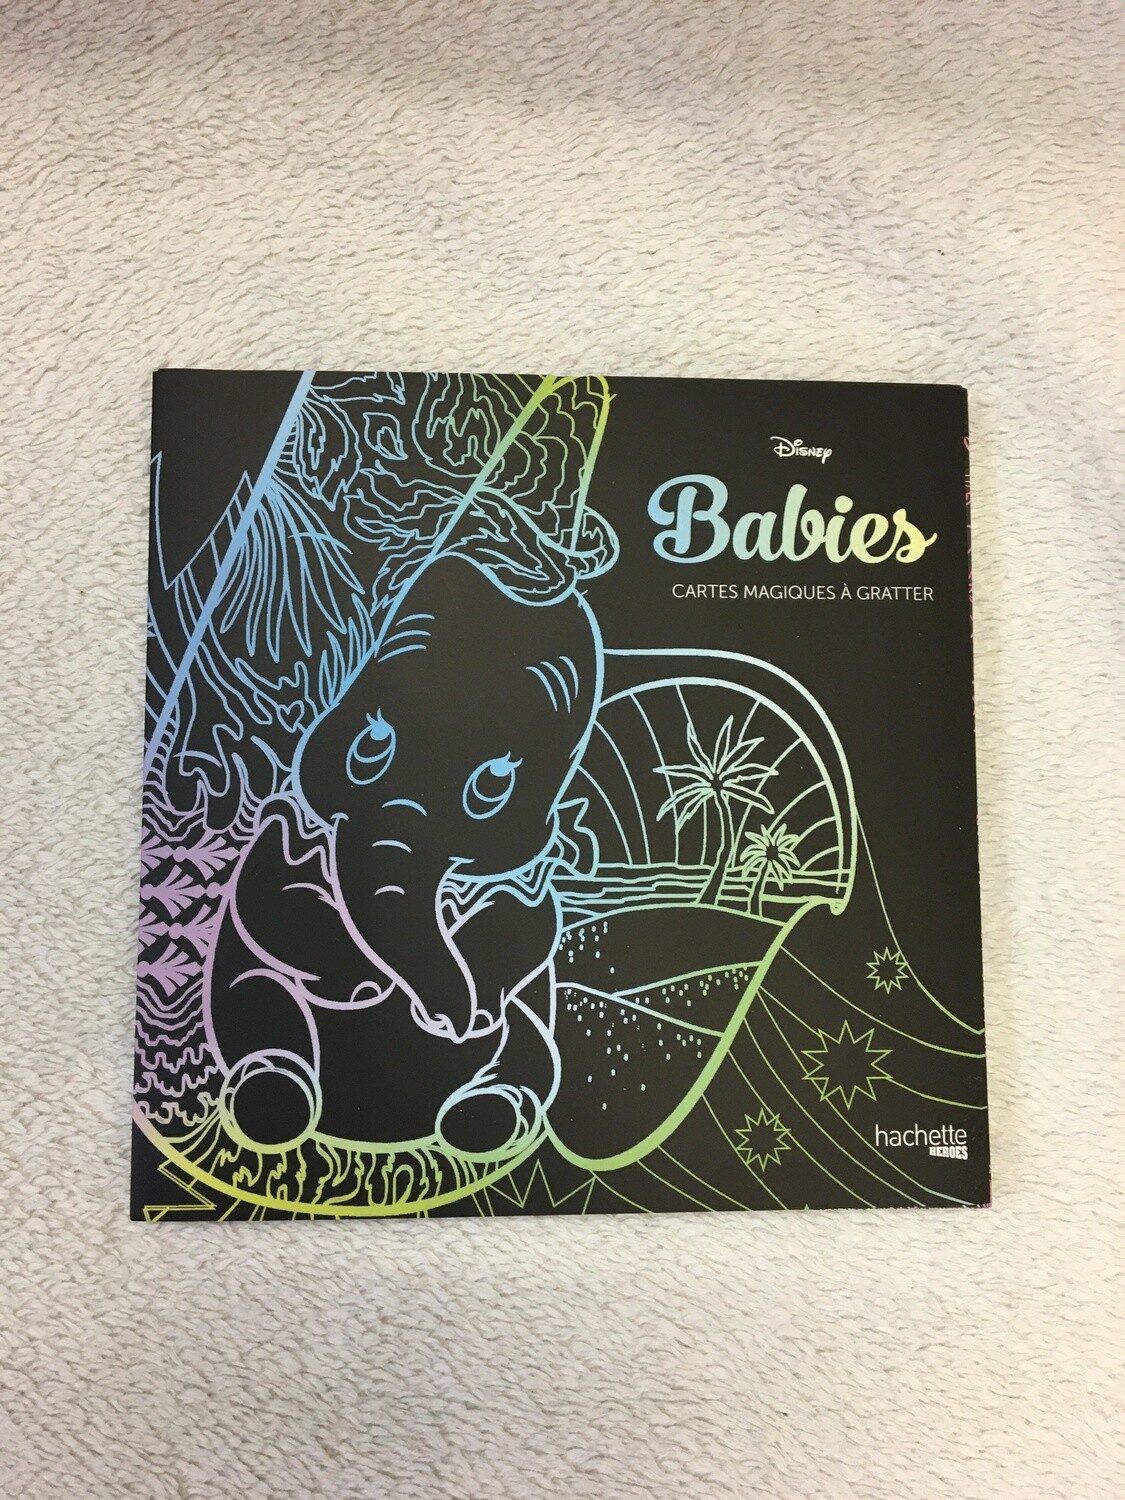 Disney
Babies
CARTES MAGIQUES À GRATTER
hachette
HEROES